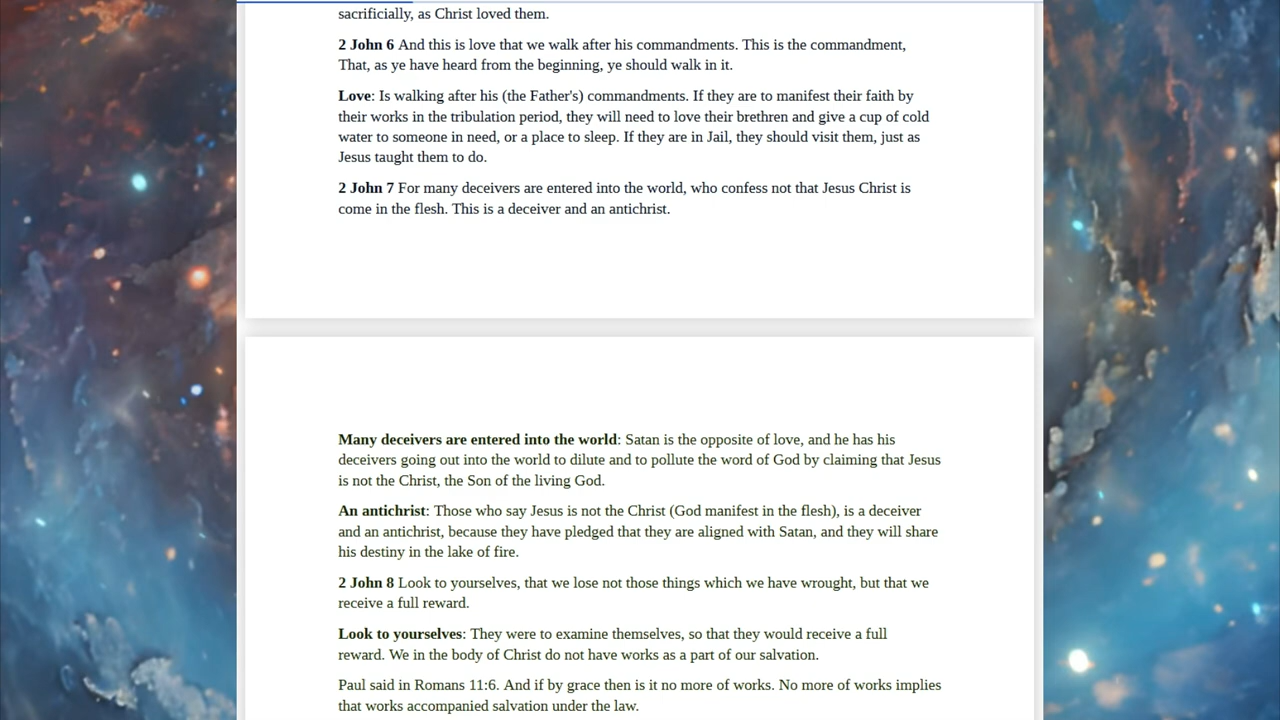 sacrificially, as Christ loved them.
2 John 6 And this is love that we walk after his commandments. This is the commandment,
That, as ye have heard from the beginning, ye should walk in it.
Love: Is walking after his (the Father's) commandments. If they are to manifest their faith by
their works in the tribulation period, they will need to love their brethren and give a cup of cold
water to someone in need, or a place to sleep. If they are in Jail, they should visit them, just as
Jesus taught them to do.
2 John 7 For many deceivers are entered into the world, who confess not that Jesus Christ is
come in the flesh. This is a deceiver and an antichrist.
Many deceivers are entered into the world: Satan is the opposite of love, and he has his
deceivers going out into the world to dilute and to pollute the word of God by claiming that Jesus
is not the Christ, the Son of the living God.
An antichrist: Those who say Jesus is not the Christ (God manifest in the flesh), is a deceiver
and an antichrist, because they have pledged that they are aligned with Satan, and they will share
his destiny in the lake of fire.
2 John 8 Look to yourselves, that we lose not those things which we have wrought, but that we
receive a full reward.
Look to yourselves: They were to examine themselves, so that they would receive a full
reward. We in the body of Christ do not have works as a part of our salvation.
Paul said in Romans 11:6. And if by grace then is it no more of works. No more of works implies
that works accompanied salvation under the law.